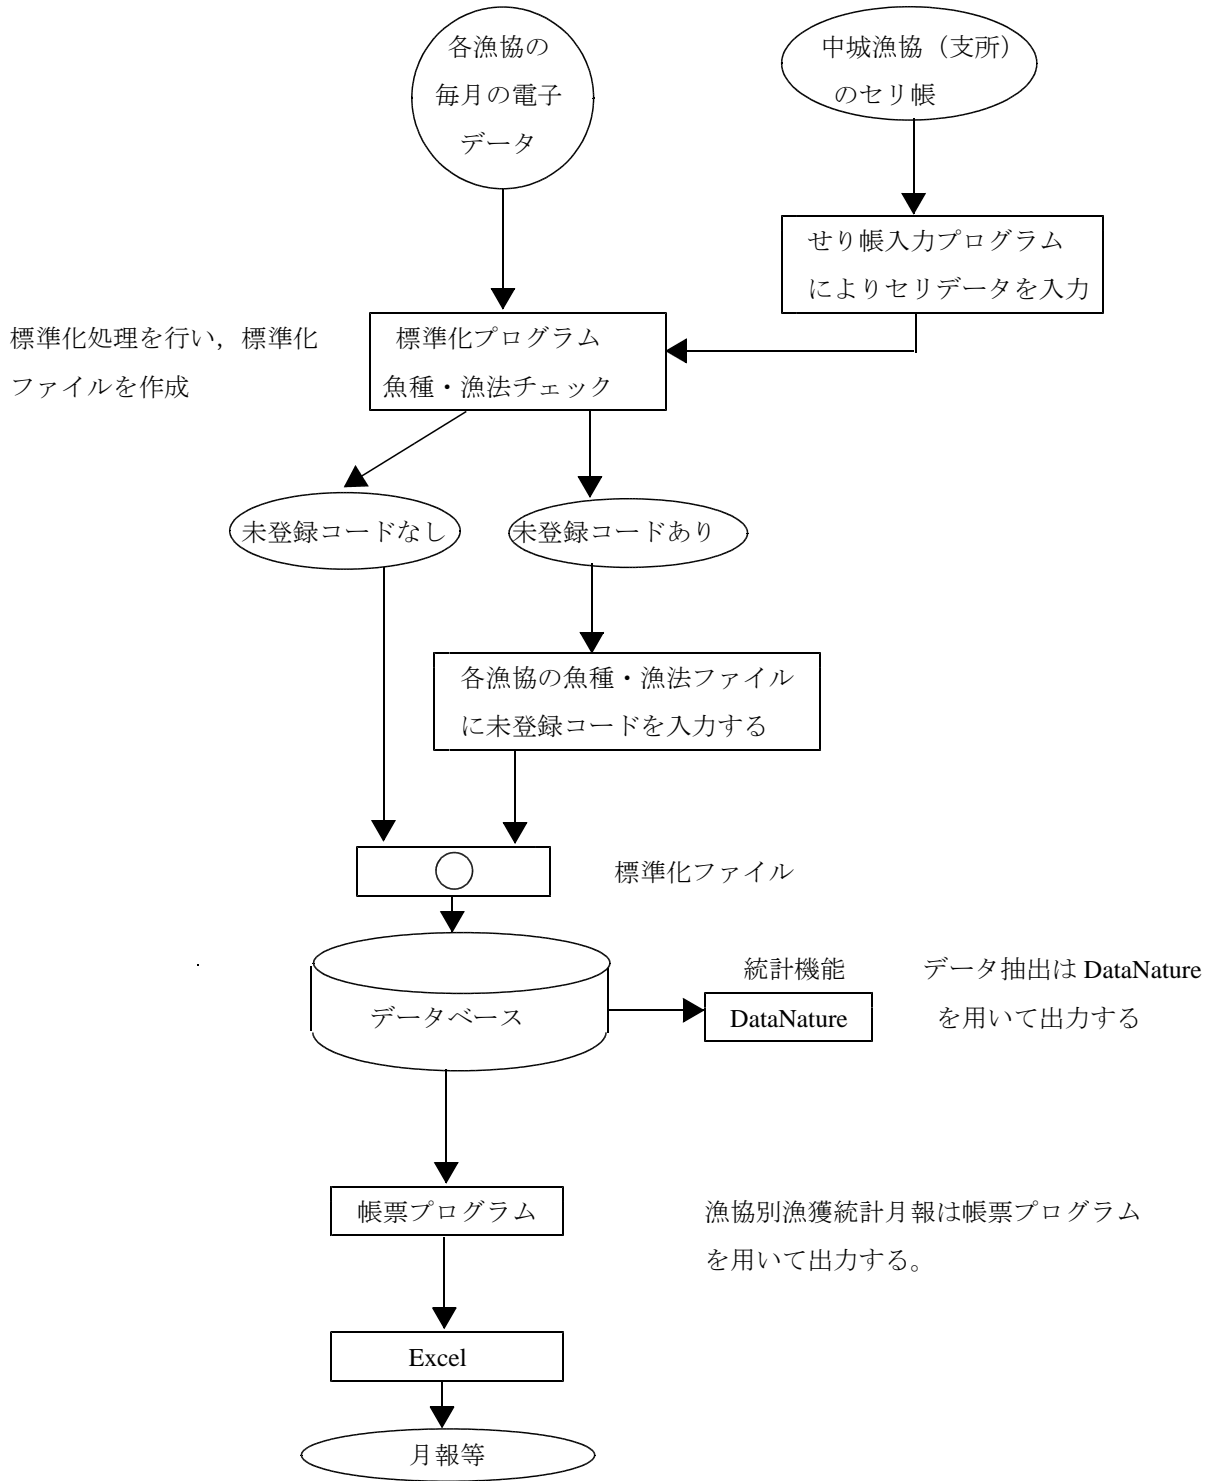 各漁協の
毎月の電子
データ
中城漁協（支所）
のセリ帳
せり帳入力プログラム
によりセリデータを入力
標準化処理を行い，標準化
ファイルを作成
標準化プログラム
魚種・漁法チェック
未登録コードなし
未登録コードあり
各漁協の魚種・漁法ファイル
に未登録コードを入力する
標準化ファイル
データベース
統計機能
DataNature
データ抽出は DataNature
を用いて出力する
帳票プログラム
漁協別漁獲統計月報は帳票プログラム
を用いて出力する。
Excel
月報等